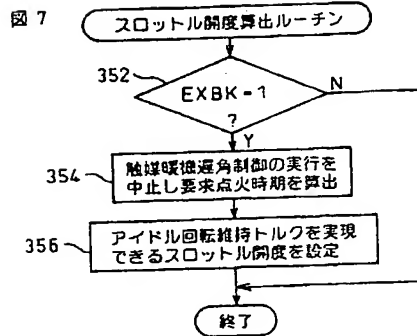 図 7
スロットル開度算出ルーチン
352
EXBK=1
?
N
Y
354
触媒暖機遅角制御の実行を
中止し要求点火時期を算出
356
アイドル回転維持トルクを実現
できるスロットル開度を設定
終了